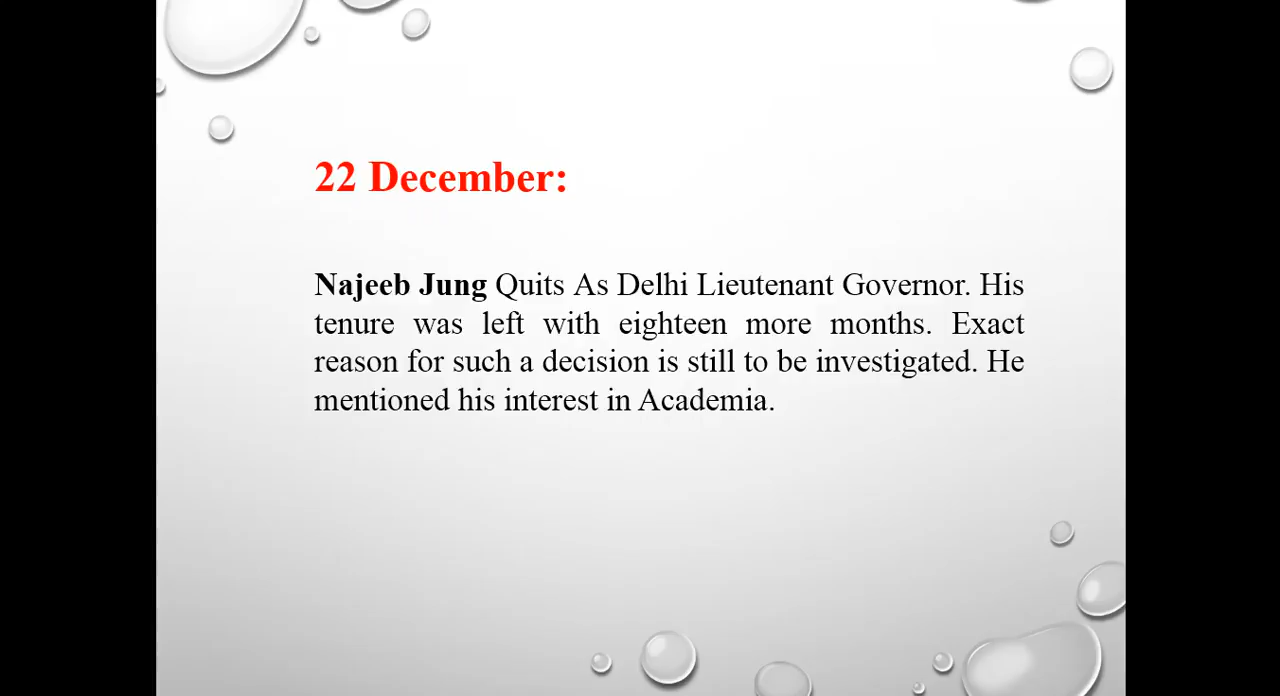 22 December:
Najeeb Jung Quits As Delhi Lieutenant Governor. His
tenure was left with eighteen more months. Exact
reason for such a decision is still to be investigated. He
mentioned his interest in Academia.